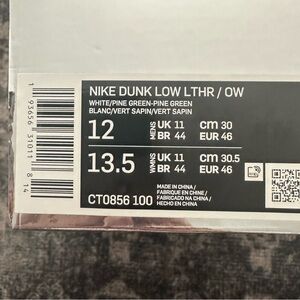 NIKE DUNK LOW LTHR / OW
WHITE/PINE GREEN-PINE GREEN
BLANC/VERT SAPIN/VERT SAPIN
12 MENS UK 11 CM 30
BR 44 EUR 46
13.5 WMNS UK 11 CM 30.5
BR 44 EUR 46
CT0856 100
MADE IN CHINA /
FABRIQUE EN CHINE /
FABRICADO NA CHINA /
HECHO EN CHINA